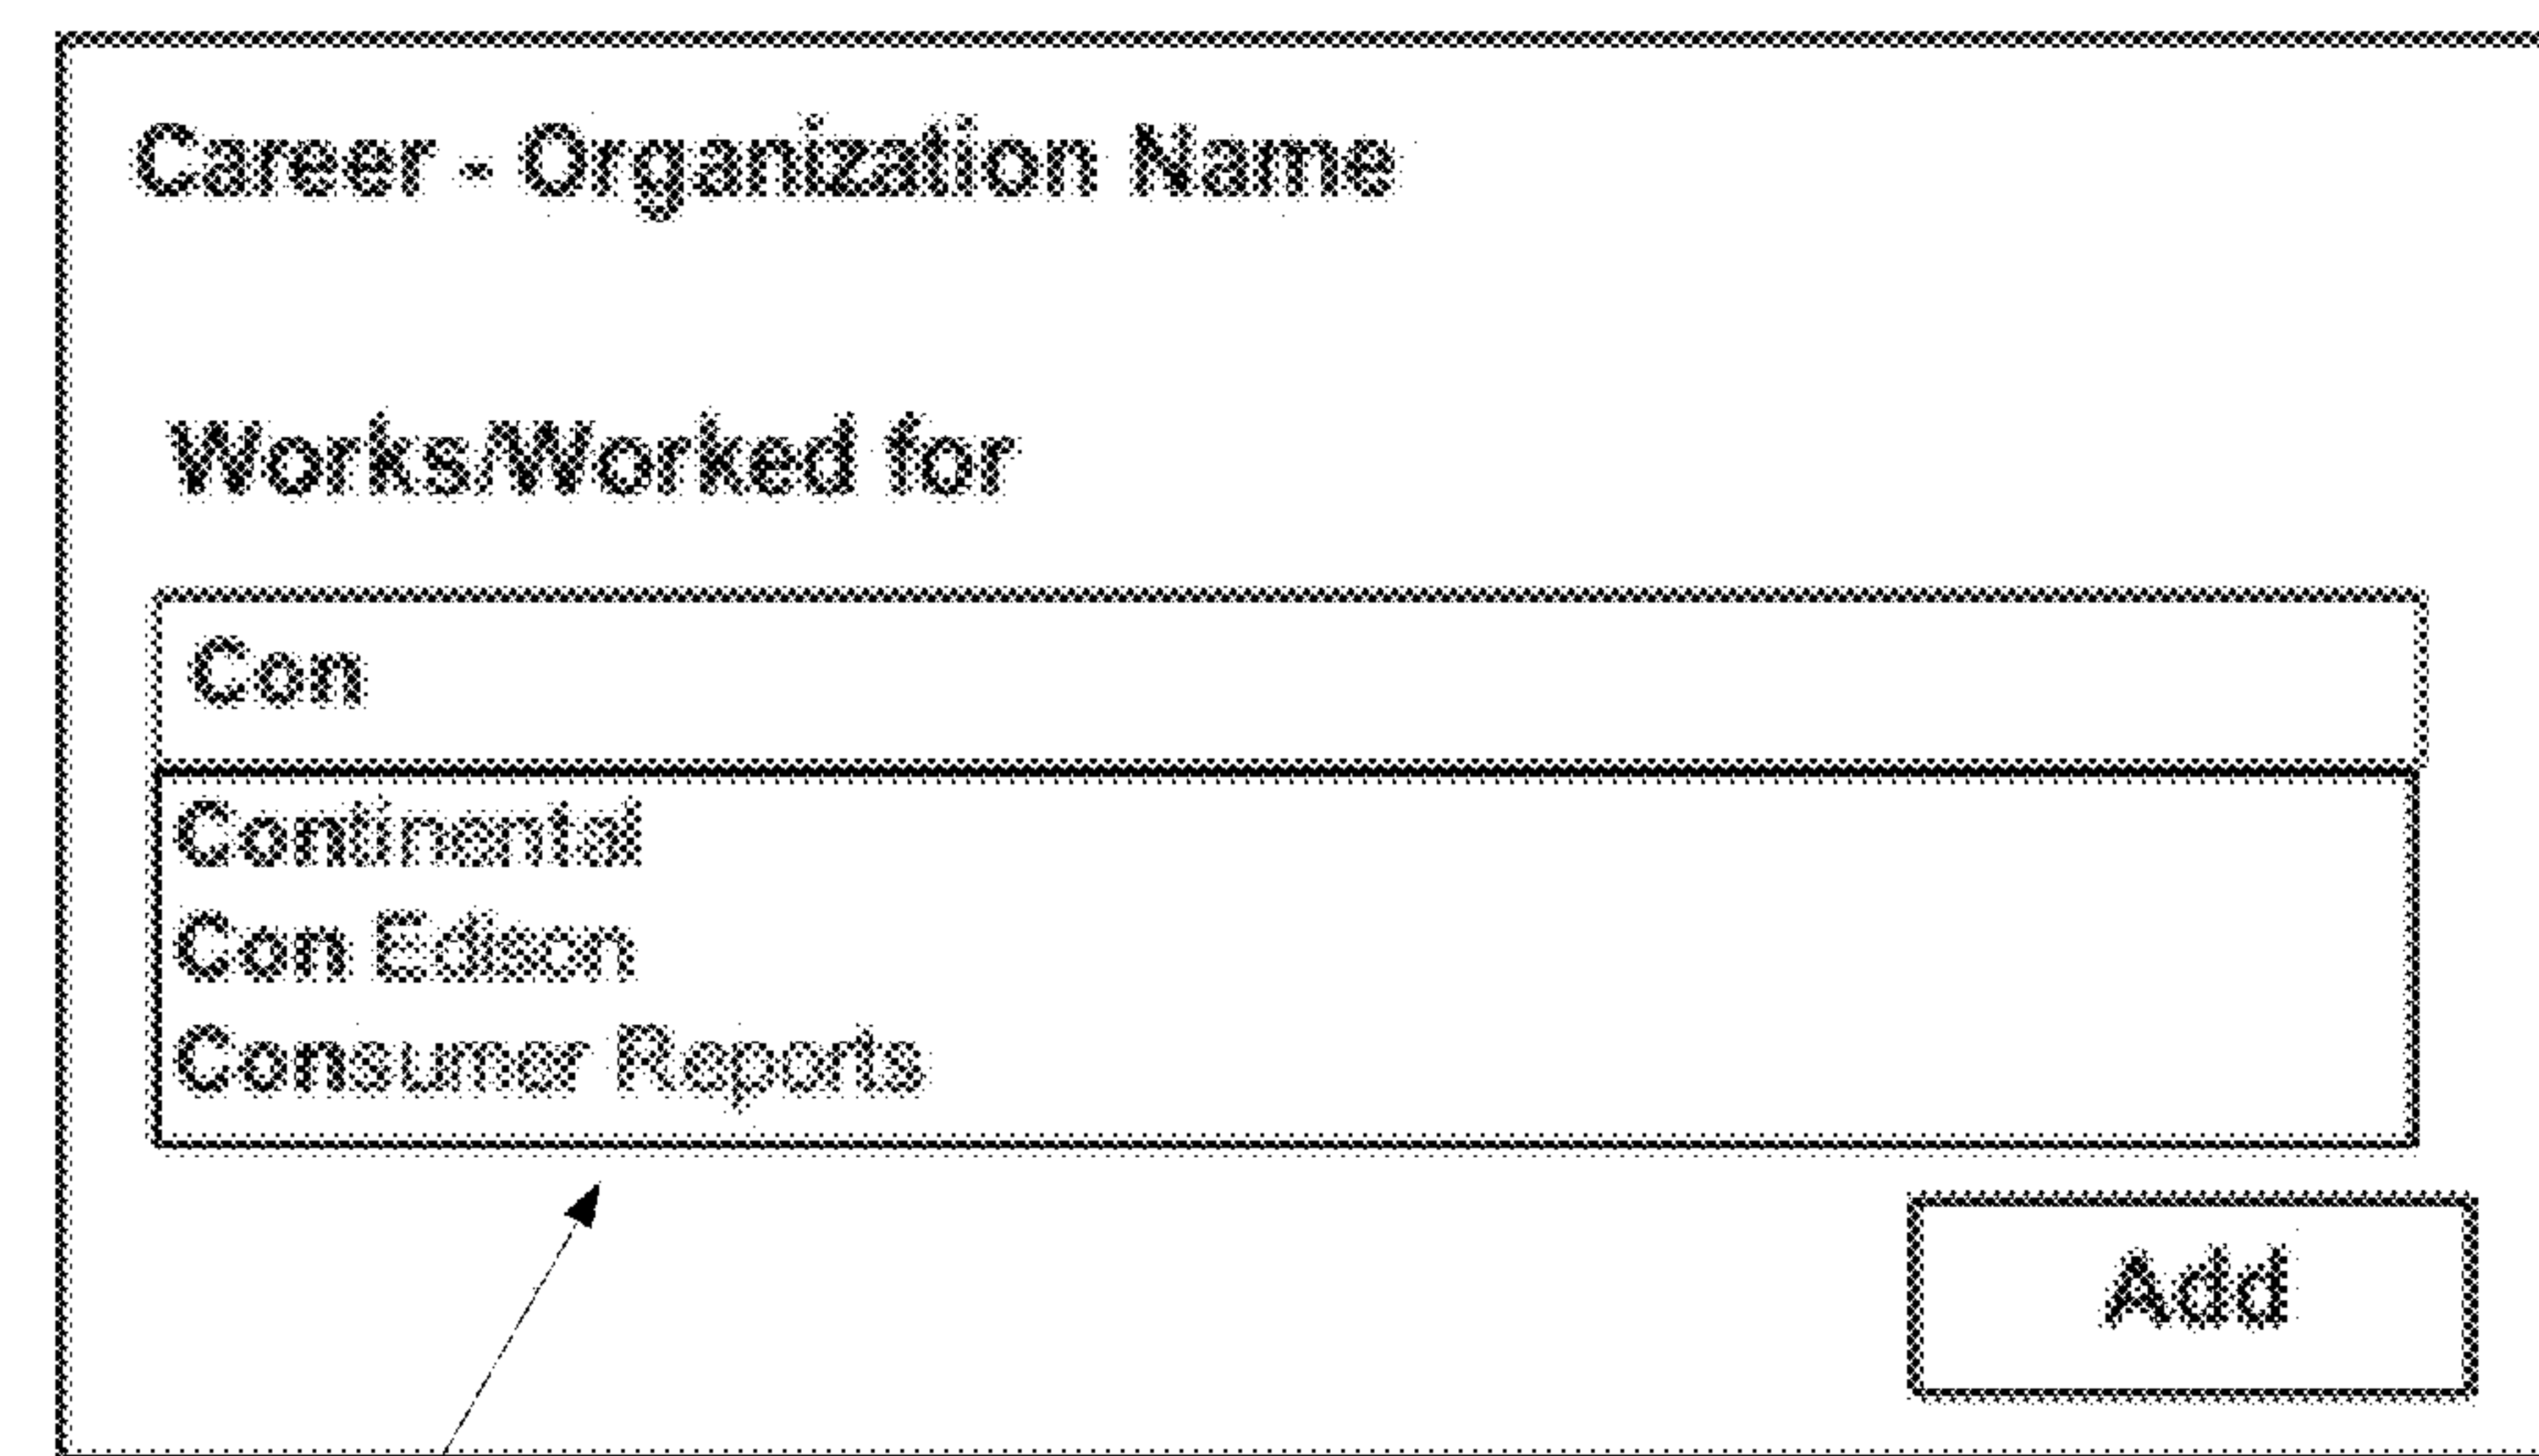 Career - Organization Name
Works/Worked for
Con
Continental
Con Edison
Consumer Reports
Add